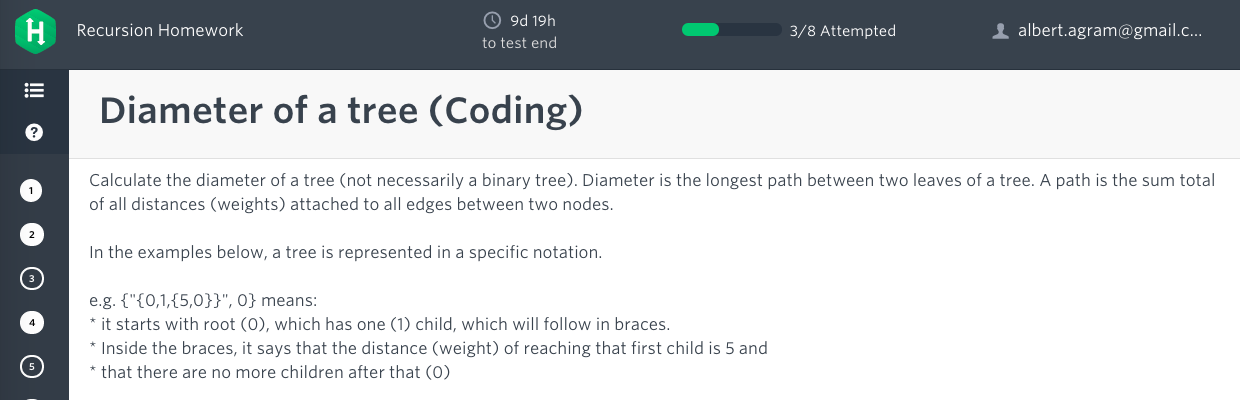 H
Recursion Homework
9d 19h
to test end
3/8 Attempted
albert.agram@gmail.c...
?
1
2
3
4
5
Diameter of a tree (Coding)
Calculate the diameter of a tree (not necessarily a binary tree). Diameter is the longest path between two leaves of a tree. A path is the sum total
of all distances (weights) attached to all edges between two nodes.
In the examples below, a tree is represented in a specific notation.
e.g. {"{0,1,{5,0}}", 0} means:
* it starts with root (0), which has one (1) child, which will follow in braces.
* Inside the braces, it says that the distance (weight) of reaching that first child is 5 and
* that there are no more children after that (0)